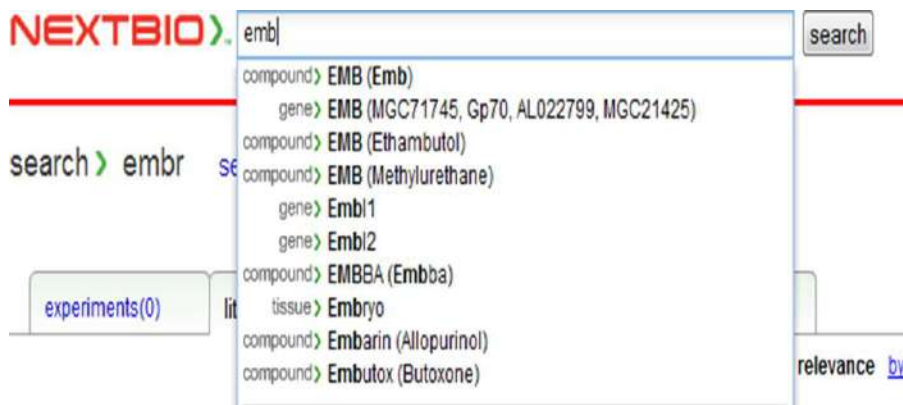 NEXTBIO
emb
search
compound› EMB (Emb)
gene› EMB (MGC71745, Gp70, AL022799, MGC21425)
compound› EMB (Ethambutol)
search › embr
compound› EMB (Methylurethane)
gene› Embl1
gene› Embl2
compound› EMBBA (Embba)
experiments(0)
tissue› Embryo
compound› Embarin (Allopurinol)
compound› Embutox (Butoxone)
relevance